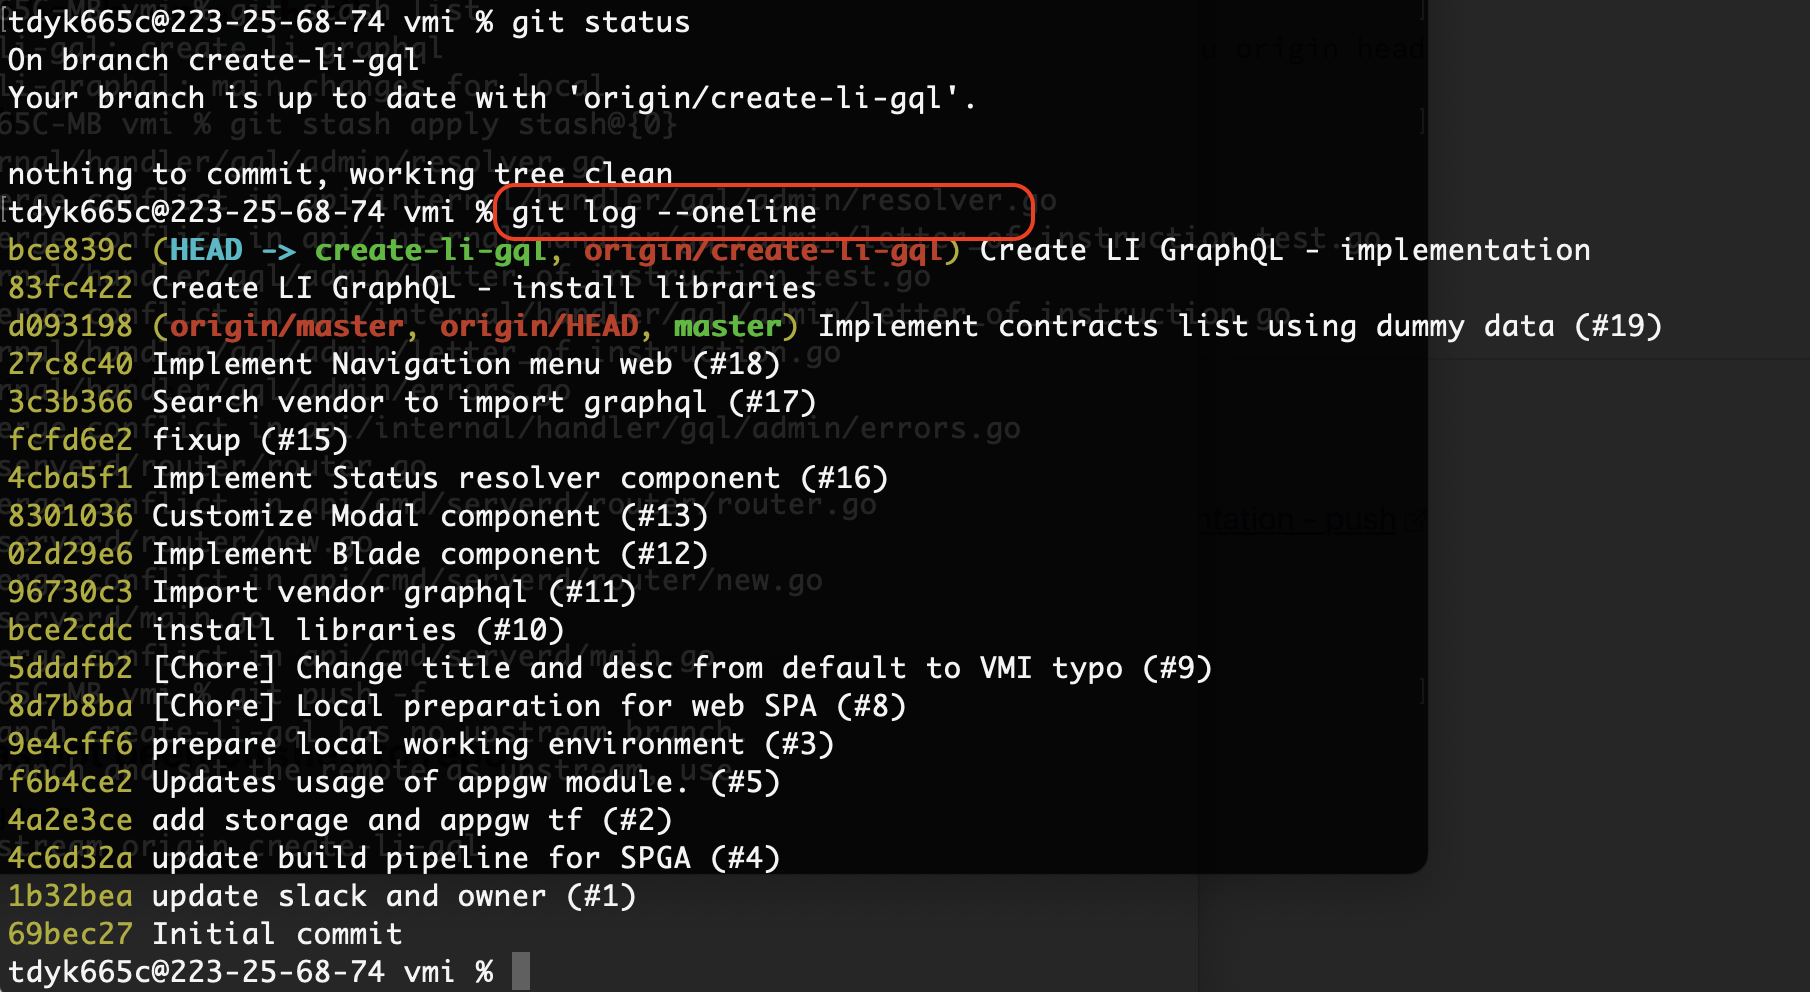 tdyk665c@223-25-68-74 vmi % git status
On branch create-li-gql
Your branch is up to date with 'origin/create-li-gql'.
nothing to commit, working tree clean
tdyk665c@223-25-68-74 vmi % git log --oneline
bce839c (HEAD -> create-li-gql, origin/create-li-gql) Create LI GraphQL - implementation
83fc422 Create LI GraphQL - install libraries
d093198 (origin/master, origin/HEAD, master) Implement contracts list using dummy data (#19)
27c8c40 Implement Navigation menu web (#18)
3c3b366 Search vendor to import graphql (#17)
fcfd6e2 fixup (#15)
4cba5f1 Implement Status resolver component (#16)
8301036 Customize Modal component (#13)
02d29e6 Implement Blade component (#12)
96730c3 Import vendor graphql (#11)
bce2cdc install libraries (#10)
5dddfb2 [Chore] Change title and desc from default to VMI typo (#9)
8d7b8ba [Chore] Local preparation for web SPA (#8)
9e4cff6 prepare local working environment (#3)
f6b4ce2 Updates usage of appgw module. (#5)
4a2e3ce add storage and appgw tf (#2)
4c6d32a update build pipeline for SPGA (#4)
1b32bea update slack and owner (#1)
69bec27 Initial commit
tdyk665c@223-25-68-74 vmi %